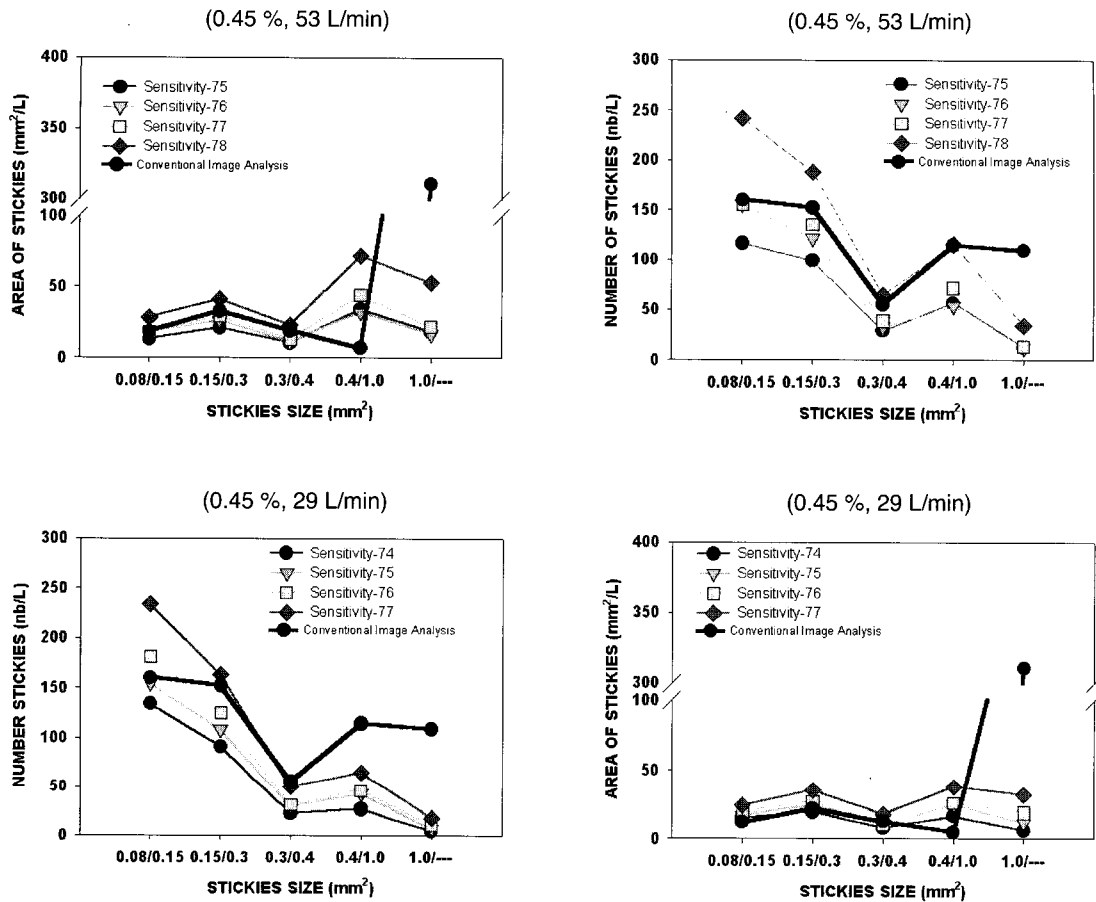 (0.45 %, 53 L/min)
400
350
300
100
50
0
AREA OF STICKIES (mm²/L)
Sensitivity-75
Sensitivity-76
Sensitivity-77
Sensitivity-78
Conventional Image Analysis
0.08/0.15 0.15/0.3 0.3/0.4 0.4/1.0 1.0/---
STICKIES SIZE (mm²)
(0.45 %, 53 L/min)
300
250
200
150
100
50
0
NUMBER OF STICKIES (nb/L)
Sensitivity-75
Sensitivity-76
Sensitivity-77
Sensitivity-78
Conventional Image Analysis
0.08/0.15 0.15/0.3 0.3/0.4 0.4/1.0 1.0/---
STICKIES SIZE (mm²)
(0.45 %, 29 L/min)
300
250
200
150
100
50
0
NUMBER STICKIES (nb/L)
Sensitivity-74
Sensitivity-75
Sensitivity-76
Sensitivity-77
Conventional Image Analysis
0.08/0.15 0.15/0.3 0.3/0.4 0.4/1.0 1.0/---
STICKIES SIZE (mm²)
(0.45 %, 29 L/min)
400
350
300
100
50
0
AREA OF STICKIES (mm²/L)
Sensitivity-74
Sensitivity-75
Sensitivity-76
Sensitivity-77
Conventional Image Analysis
0.08/0.15 0.15/0.3 0.3/0.4 0.4/1.0 1.0/---
STICKIES SIZE (mm²)